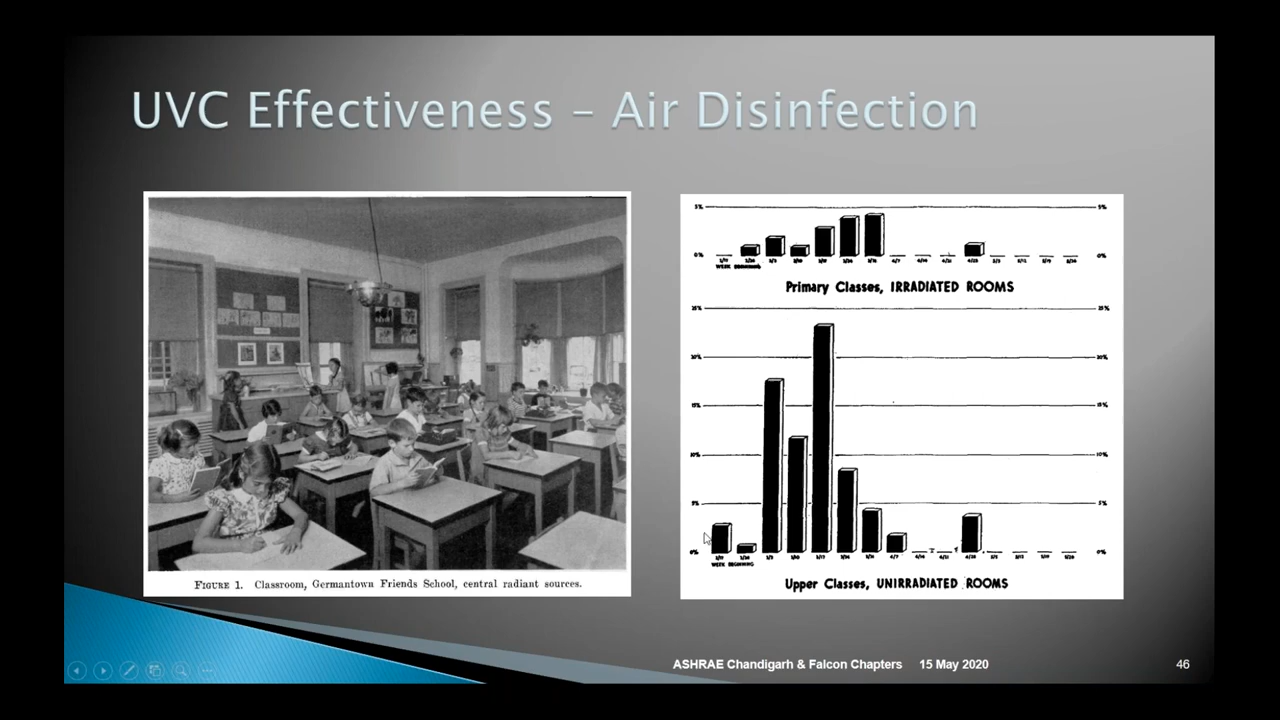 UVC Effectiveness – Air Disinfection
FIGURE 1. Classroom, Germantown Friends School, central radiant sources.
5% 5%
0% 0%
WEEK BEGINNING
Primary Classes, IRRADIATED ROOMS
25% 25%
20% 20%
15% 15%
10% 10%
5% 5%
0% 0%
WEEK BEGINNING
Upper Classes, UNIRRADIATED ROOMS
ASHRAE Chandigarh & Falcon Chapters 15 May 2020 46